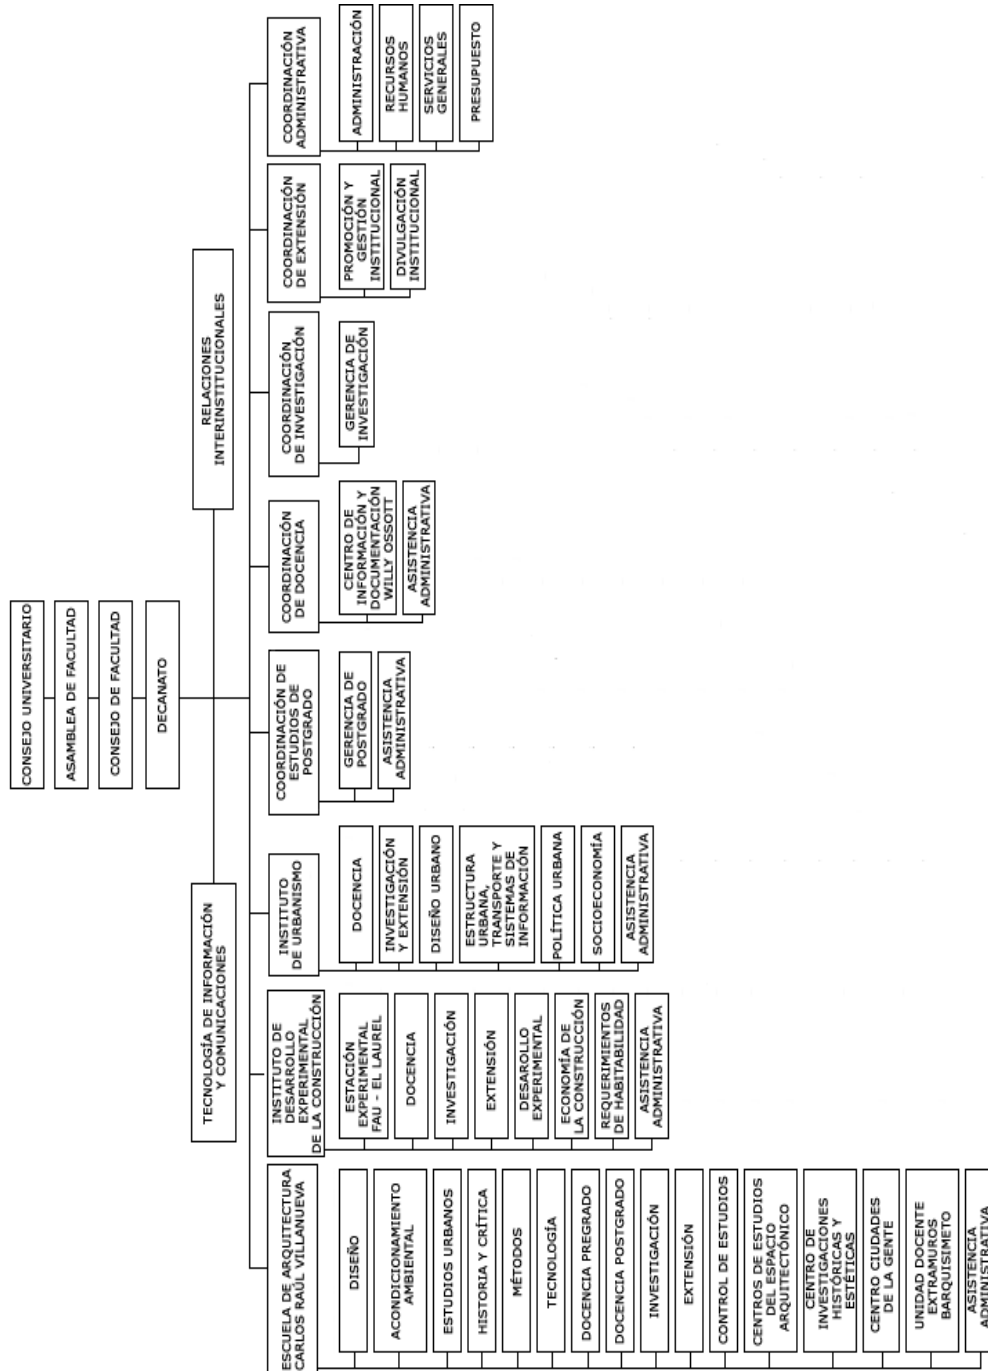 CONSEJO UNIVERSITARIO
ASAMBLEA DE FACULTAD
CONSEJO DE FACULTAD
DECANATO
TECNOLOGÍA DE INFORMACIÓN
Y COMUNICACIONES
RELACIONES
INTERINSTITUCIONALES
ESCUELA DE ARQUITECTURA
CARLOS RAÚL VILLANUEVA
DISEÑO
ACONDICIONAMIENTO
AMBIENTAL
ESTUDIOS URBANOS
HISTORIA Y CRÍTICA
MÉTODOS
TECNOLOGÍA
DOCENCIA PREGRADO
DOCENCIA POSTGRADO
INVESTIGACIÓN
EXTENSIÓN
CONTROL DE ESTUDIOS
CENTROS DE ESTUDIOS
DEL ESPACIO
ARQUITECTÓNICO
CENTRO DE
INVESTIGACIONES
HISTÓRICAS Y
ESTÉTICAS
CENTRO CIUDADES
DE LA GENTE
UNIDAD DOCENTE
EXTRAMUROS
BARQUISIMETO
ASISTENCIA
ADMINISTRATIVA
INSTITUTO DE
DESARROLLO
EXPERIMENTAL
DE LA CONSTRUCCIÓN
ESTACIÓN
EXPERIMENTAL
FAU - EL LAUREL
DOCENCIA
INVESTIGACIÓN
EXTENSIÓN
DESAROLLO
EXPERIMENTAL
ECONOMÍA DE
LA CONSTRUCCIÓN
REQUERIMIENTOS
DE HABITABILIDAD
ASISTENCIA
ADMINISTRATIVA
INSTITUTO
DE URBANISMO
DOCENCIA
INVESTIGACIÓN
Y EXTENSIÓN
DISEÑO URBANO
ESTRUCTURA
URBANA,
TRANSPORTE Y
SISTEMAS DE
INFORMACIÓN
POLÍTICA URBANA
SOCIOECONOMÍA
ASISTENCIA
ADMINISTRATIVA
COORDINACIÓN DE
ESTUDIOS DE
POSTGRADO
GERENCIA DE
POSTGRADO
ASISTENCIA
ADMINISTRATIVA
COORDINACIÓN
DE DOCENCIA
CENTRO DE
INFORMACIÓN Y
DOCUMENTACIÓN
WILLY OSSOTT
ASISTENCIA
ADMINISTRATIVA
COORDINACIÓN
DE INVESTIGACIÓN
GERENCIA DE
INVESTIGACIÓN
COORDINACIÓN
DE EXTENSIÓN
PROMOCIÓN Y
GESTIÓN
INSTITUCIONAL
DIVULGACIÓN
INSTITUCIONAL
COORDINACIÓN
ADMINISTRATIVA
ADMINISTRACIÓN
RECURSOS
HUMANOS
SERVICIOS
GENERALES
PRESUPUESTO